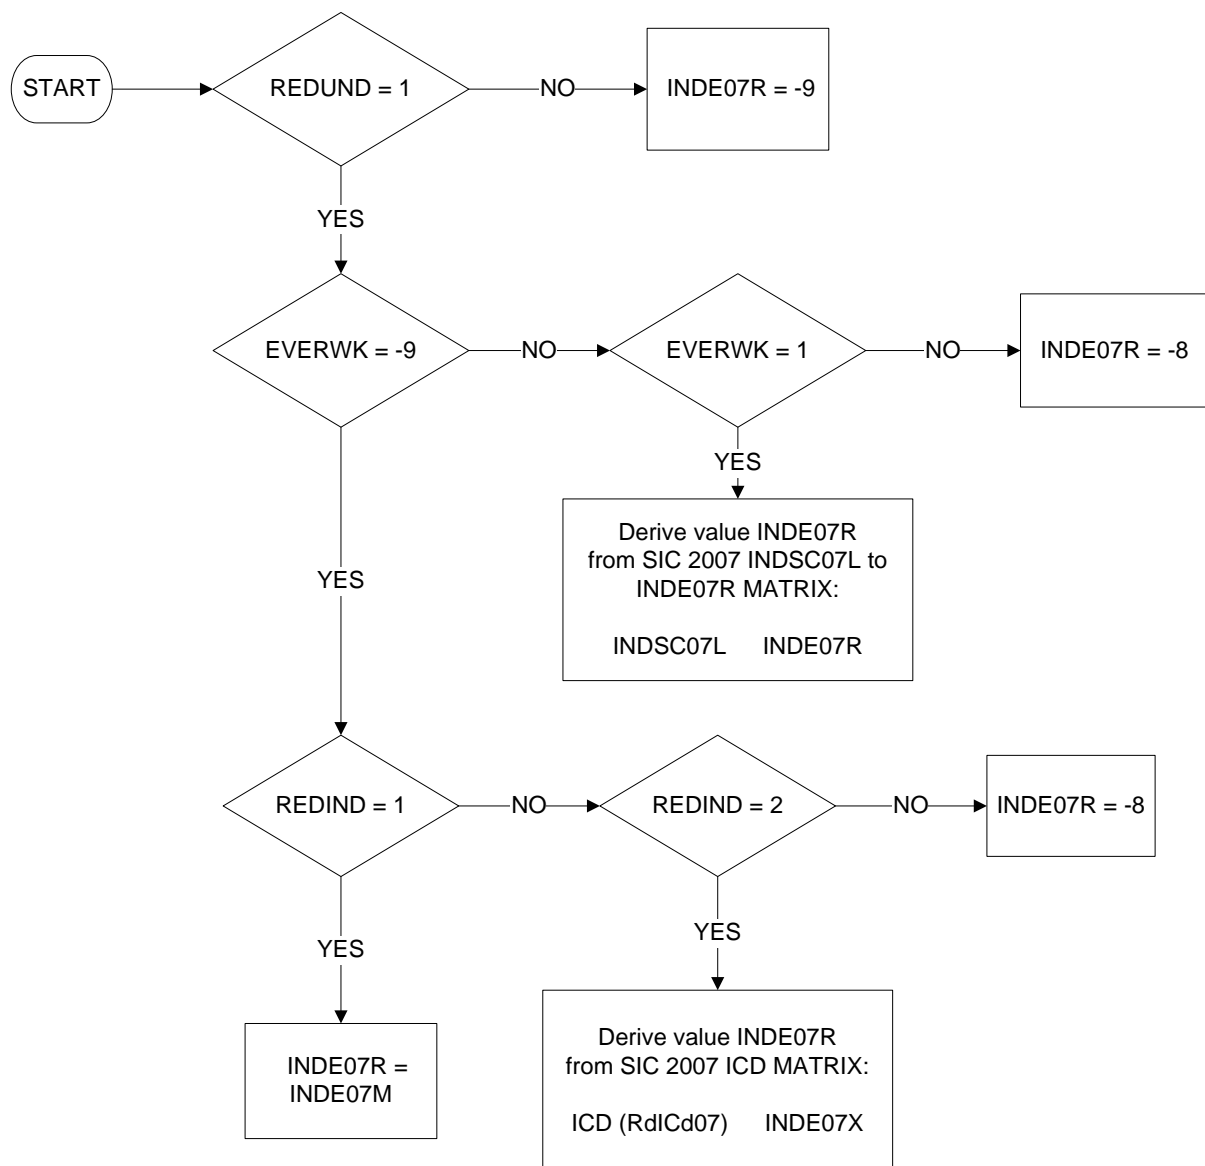 START
REDUND = 1
NO
INDE07R = -9
YES
EVERWK = -9
NO
EVERWK = 1
NO
INDE07R = -8
YES
Derive value INDE07R
from SIC 2007 INDSC07L to
INDE07R MATRIX:
INDSC07L INDE07R
YES
REDIND = 1
NO
REDIND = 2
NO
INDE07R = -8
YES
INDE07R =
INDE07M
YES
Derive value INDE07R
from SIC 2007 ICD MATRIX:
ICD (RdICd07) INDE07X